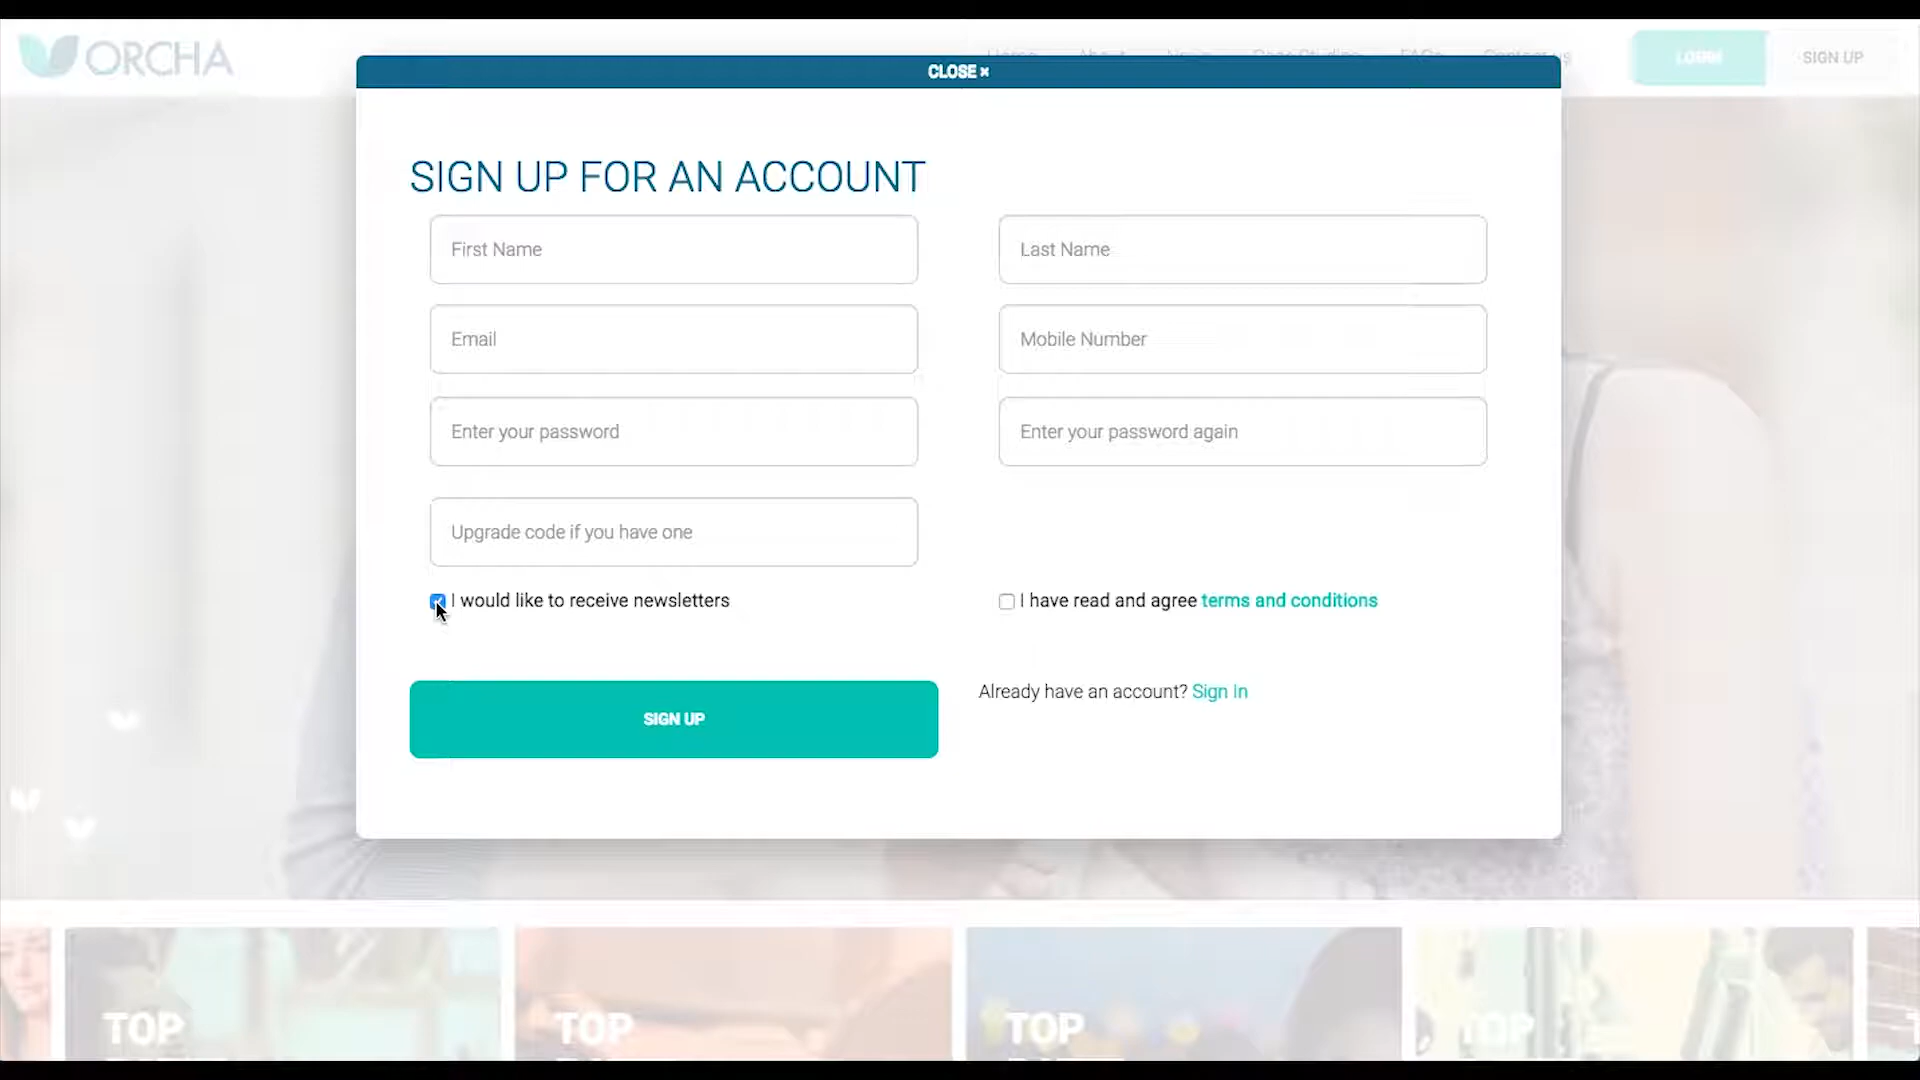 ORCHA
LOGIN
SIGN UP
CLOSE ×
SIGN UP FOR AN ACCOUNT
First Name
Last Name
Email
Mobile Number
Enter your password
Enter your password again
Upgrade code if you have one
I would like to receive newsletters
I have read and agree terms and conditions
SIGN UP
Already have an account? Sign In
TOP
TOP
TOP
TOP